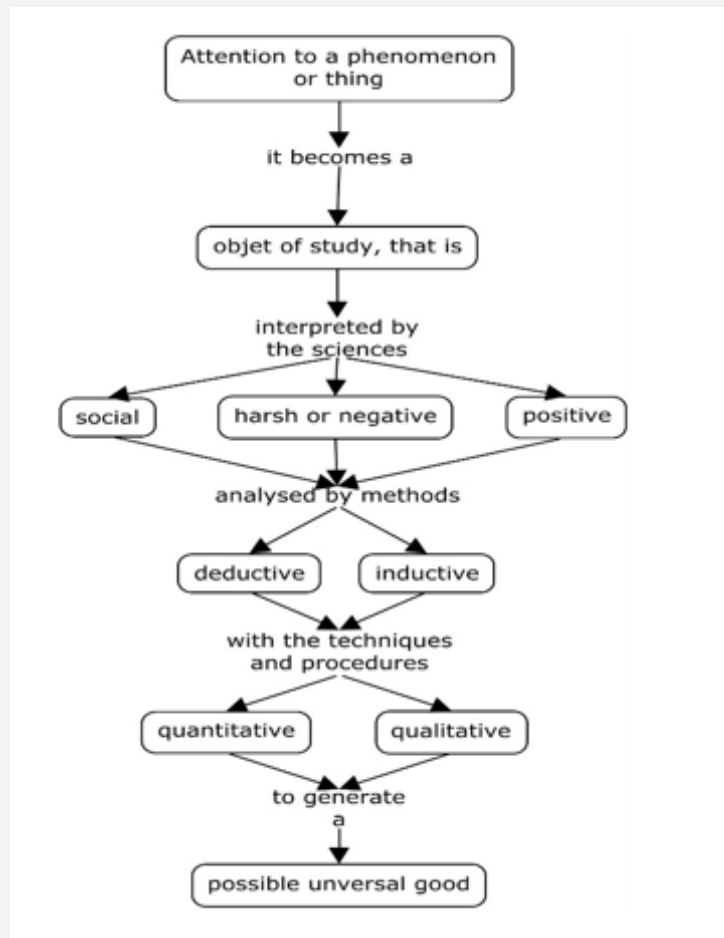 Attention to a phenomenon
or thing
it becomes a
objet of study, that is
interpreted by
the sciences
social
harsh or negative
positive
analysed by methods
deductive
inductive
with the techniques
and procedures
quantitative
qualitative
to generate
a
possible unversal good